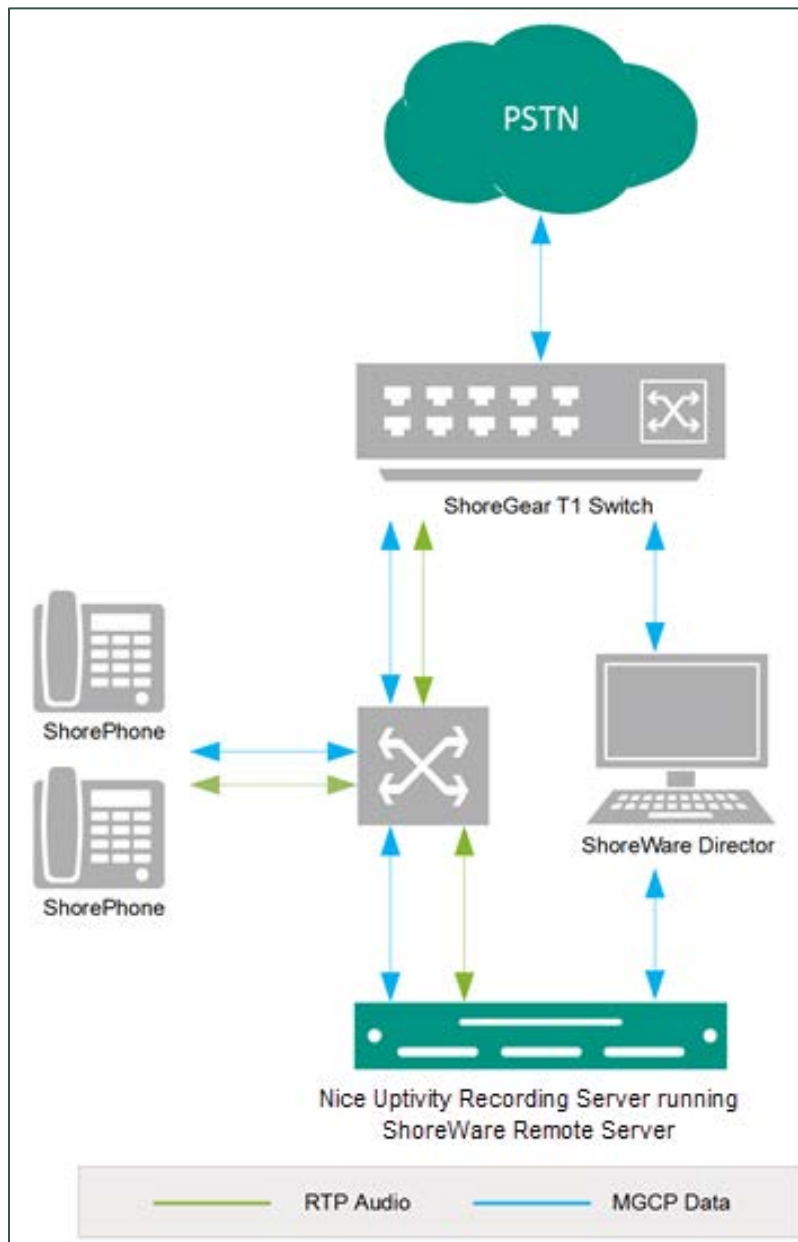 PSTN
ShoreGear T1 Switch
ShorePhone
ShorePhone
ShoreWare Director
Nice Uptivity Recording Server running
ShoreWare Remote Server
RTP Audio
MGCP Data